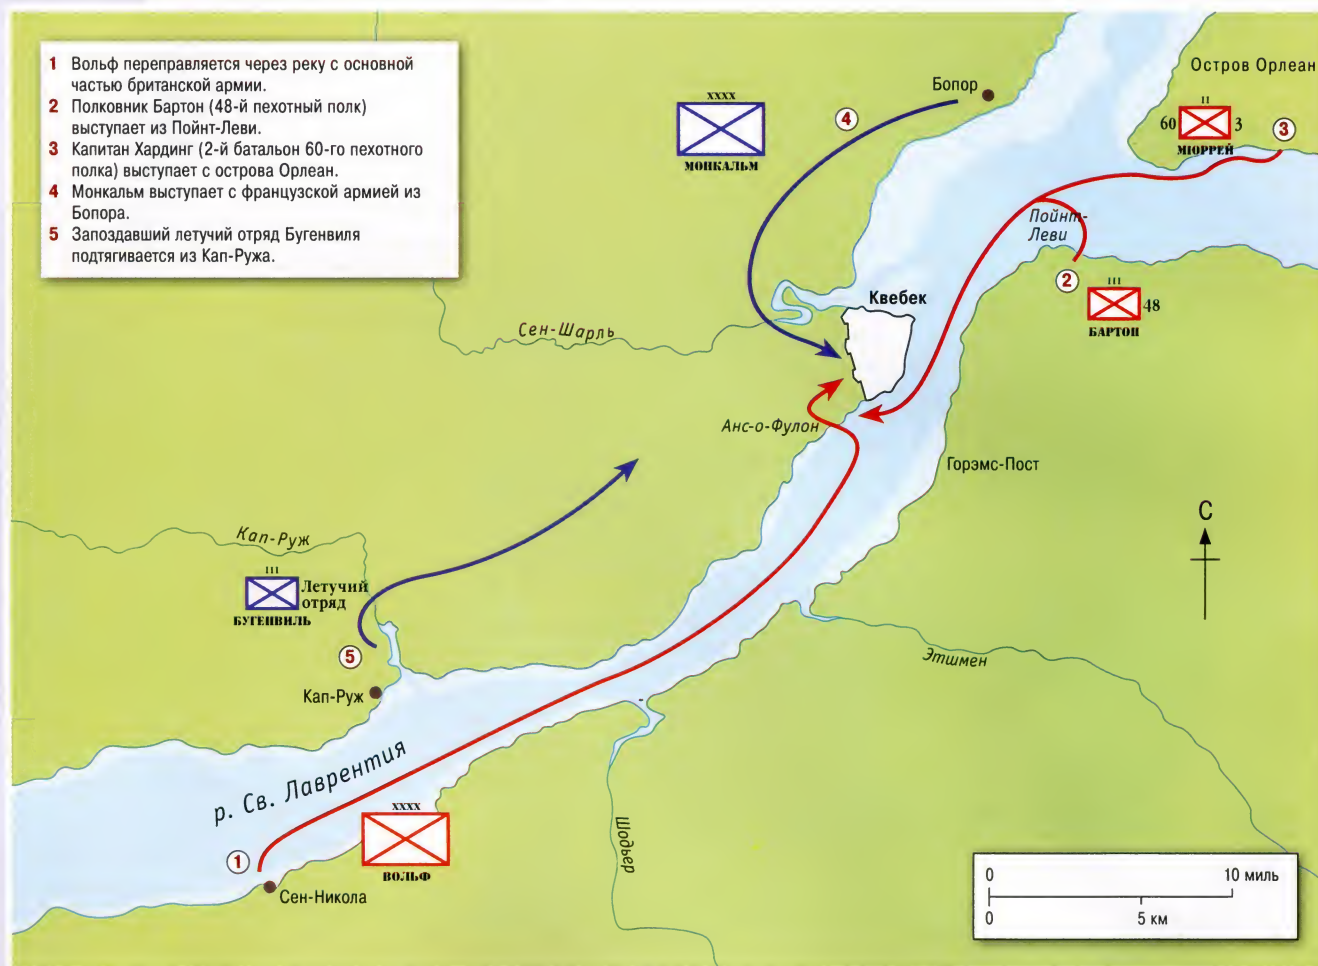 1 Вольф переправляется через реку с основной
частью британской армии.
2 Полковник Бартон (48-й пехотный полк)
выступает из Пойнт-Леви.
3 Капитан Хардинг (2-й батальон 60-го пехотного
полка) выступает с острова Орлеан.
4 Монкальм выступает с французской армией из
Бопора.
5 Запоздавший летучий отряд Бугенвиля
подтягивается из Кап-Ружа.
Остров Орлеан
Бопор
XXXX
МОНКАЛЬМ
4
II
60 3
МЮРРЕЙ
3
Пойнт-
Леви
2
III
48
БАРТОН
Квебек
Сен-Шарль
Анс-о-Фулон
Горэмс-Пост
С
Кап-Руж
III
Летучий
отряд
БУГЕНВИЛЬ
5
Кап-Руж
Этшмен
р. Св. Лаврентия
XXXX
ВОЛЬФ
Шодьер
1
Сен-Никола
0 10 миль
0 5 км